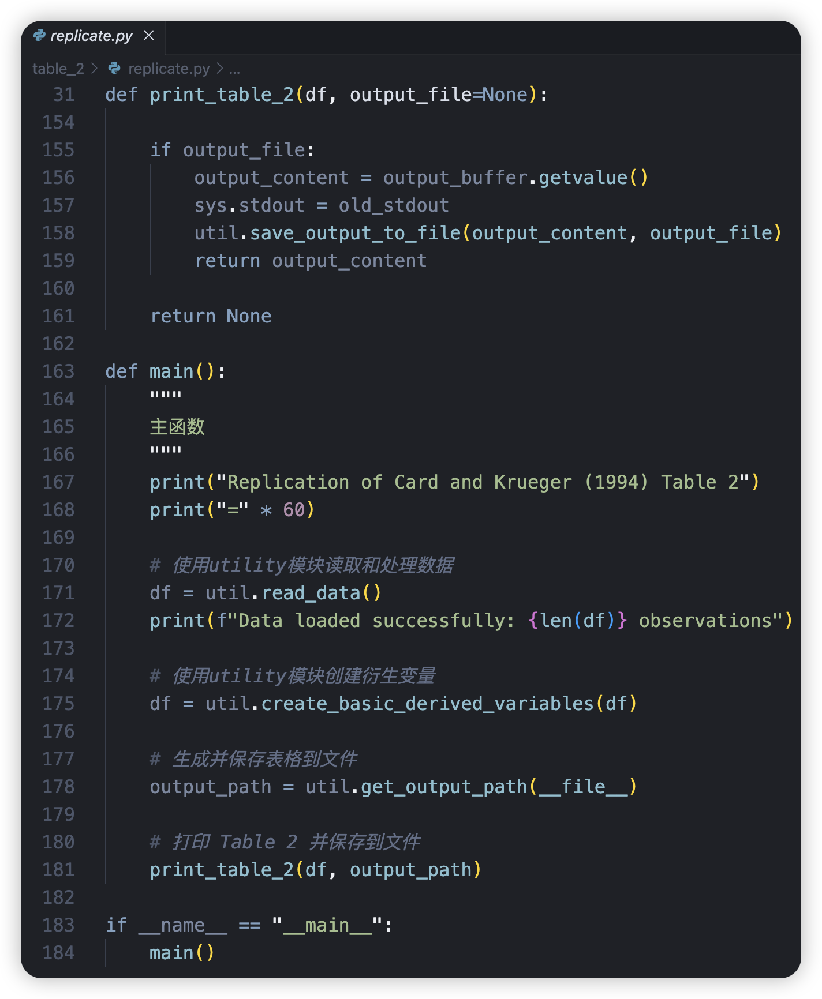 replicate.py
table_2 > replicate.py > ...
31 def print_table_2(df, output_file=None):
154
155 if output_file:
156 output_content = output_buffer.getvalue()
157 sys.stdout = old_stdout
158 util.save_output_to_file(output_content, output_file)
159 return output_content
160
161 return None
162
163 def main():
164 """
165 主函数
166 """
167 print("Replication of Card and Krueger (1994) Table 2")
168 print("=" * 60)
169
170 # 使用utility模块读取和处理数据
171 df = util.read_data()
172 print(f"Data loaded successfully: {len(df)} observations")
173
174 # 使用utility模块创建衍生变量
175 df = util.create_basic_derived_variables(df)
176
177 # 生成并保存表格到文件
178 output_path = util.get_output_path(__file__)
179
180 # 打印 Table 2 并保存到文件
181 print_table_2(df, output_path)
182
183 if __name__ == "__main__":
184 main()